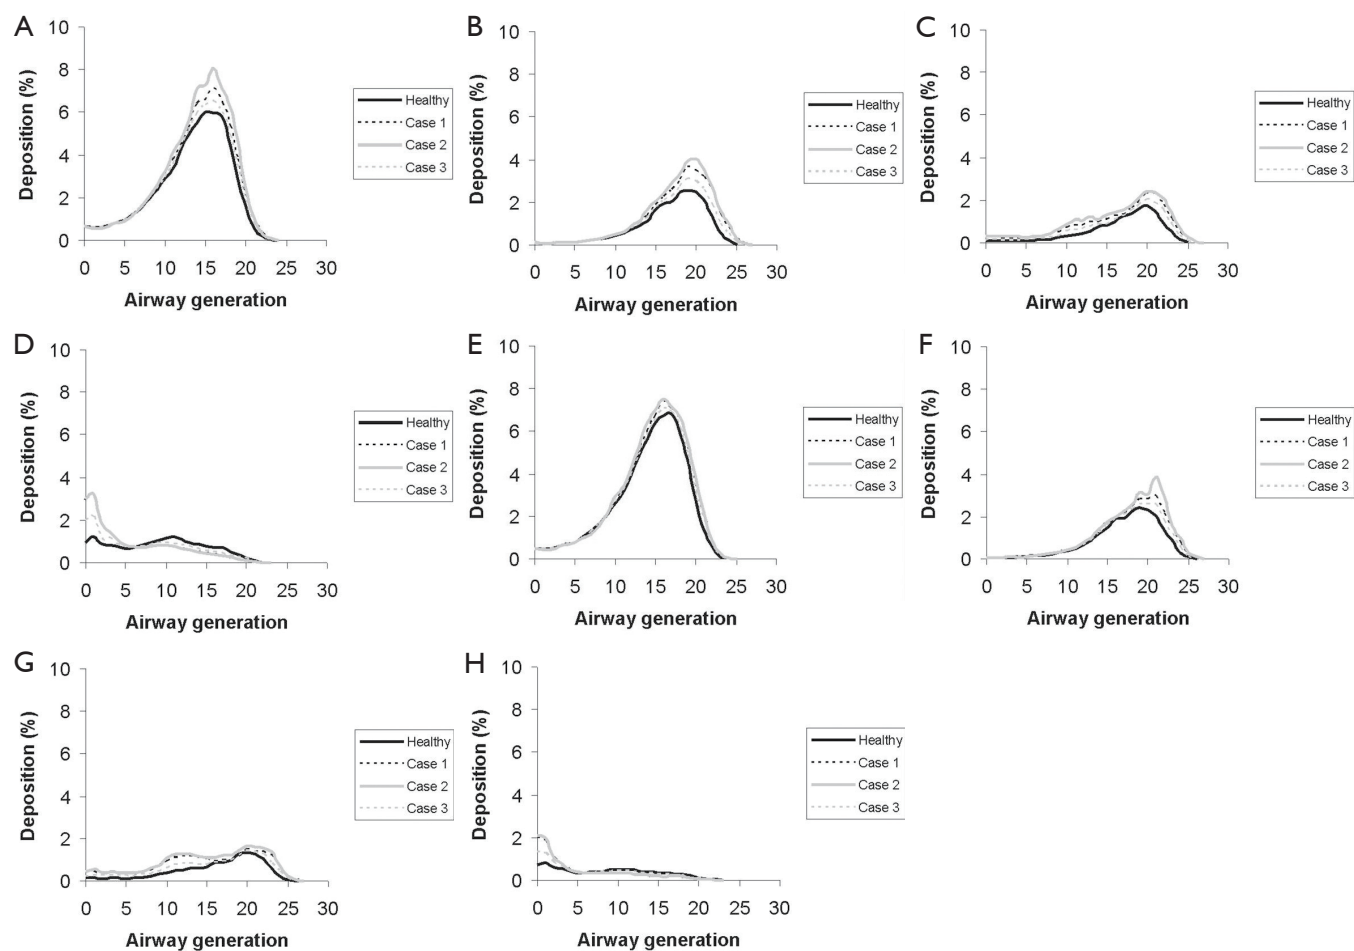 A
Deposition (%)
10
8
6
4
2
0
0 5 10 15 20 25 30
Airway generation
Healthy
Case 1
Case 2
Case 3
B
Deposition (%)
10
8
6
4
2
0
0 5 10 15 20 25 30
Airway generation
Healthy
Case 1
Case 2
Case 3
C
Deposition (%)
10
8
6
4
2
0
0 5 10 15 20 25 30
Airway generation
Healthy
Case 1
Case 2
Case 3
D
Deposition (%)
10
8
6
4
2
0
0 5 10 15 20 25 30
Airway generation
Healthy
Case 1
Case 2
Case 3
E
Deposition (%)
10
8
6
4
2
0
0 5 10 15 20 25 30
Airway generation
Healthy
Case 1
Case 2
Case 3
F
Deposition (%)
10
8
6
4
2
0
0 5 10 15 20 25 30
Airway generation
Healthy
Case 1
Case 2
Case 3
G
Deposition (%)
10
8
6
4
2
0
0 5 10 15 20 25 30
Airway generation
Healthy
Case 1
Case 2
Case 3
H
Deposition (%)
10
8
6
4
2
0
0 5 10 15 20 25 30
Airway generation
Healthy
Case 1
Case 2
Case 3